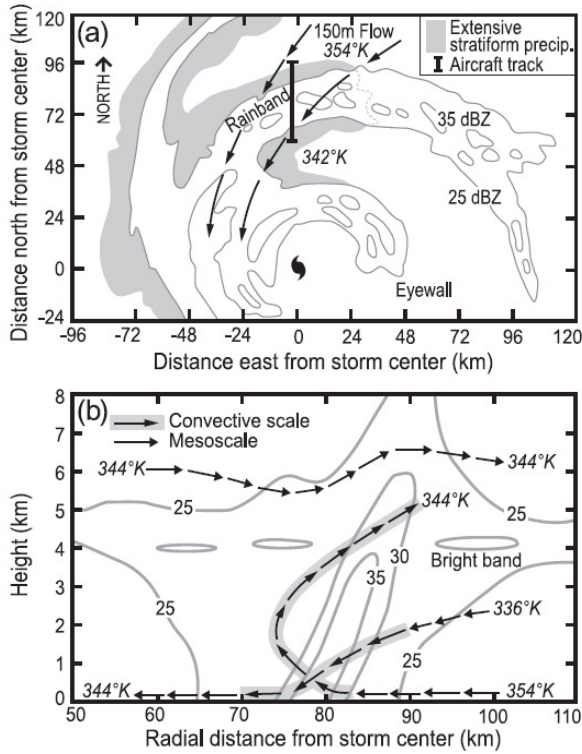 (a)
150m Flow
354°K
Extensive
stratiform precip.
Aircraft track
NORTH
Rainband
342°K
35 dBZ
25 dBZ
Eyewall
120
96
72
48
24
0
-24
Distance north from storm center (km)
-96 -72 -48 -24 0 24 48 72 96 120
Distance east from storm center (km)
(b)
Convective scale
Mesoscale
344°K
344°K
25
344°K
25
30
Bright band
25
35
336°K
25
344°K
354°K
8
7
6
5
4
3
2
1
0
Height (km)
50 60 70 80 90 100 110
Radial distance from storm center (km)